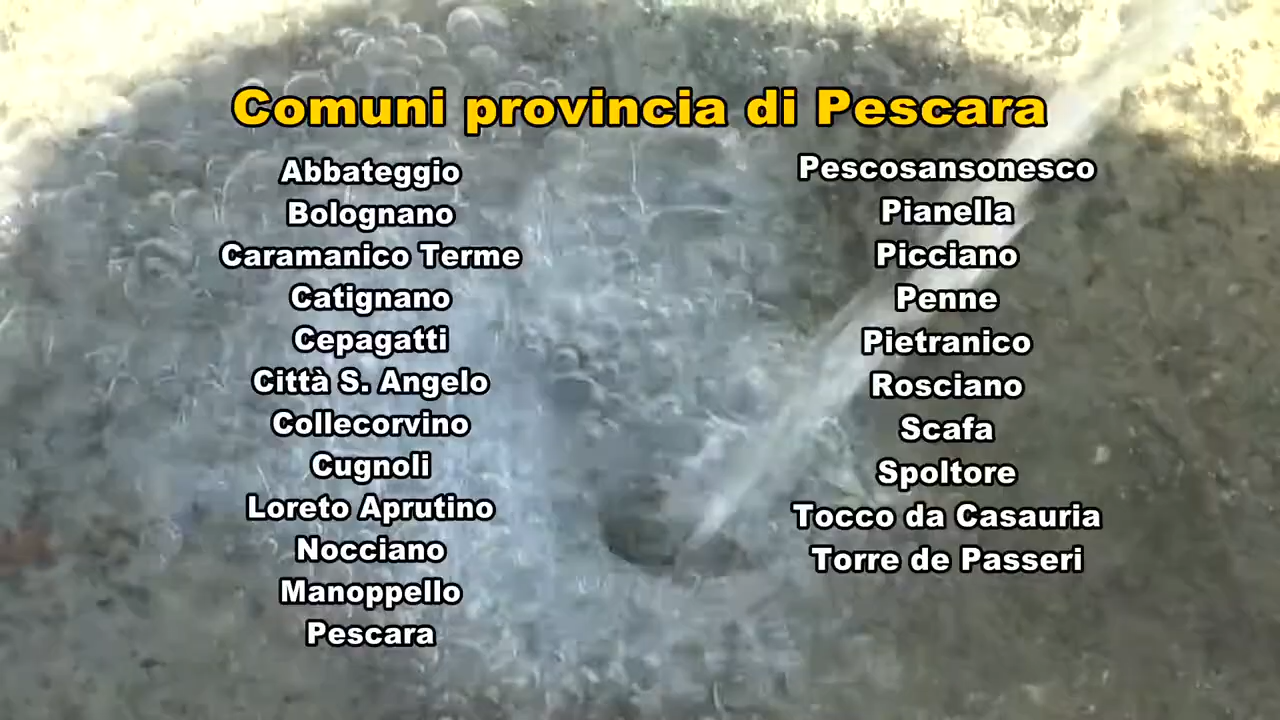 Comuni provincia di Pescara
Abbateggio
Bolognano
Caramanico Terme
Catignano
Cepagatti
Città S. Angelo
Collecorvino
Cugnoli
Loreto Aprutino
Nocciano
Manoppello
Pescara
Pescosansonesco
Pianella
Picciano
Penne
Pietranico
Rosciano
Scafa
Spoltore
Tocco da Casauria
Torre de Passeri